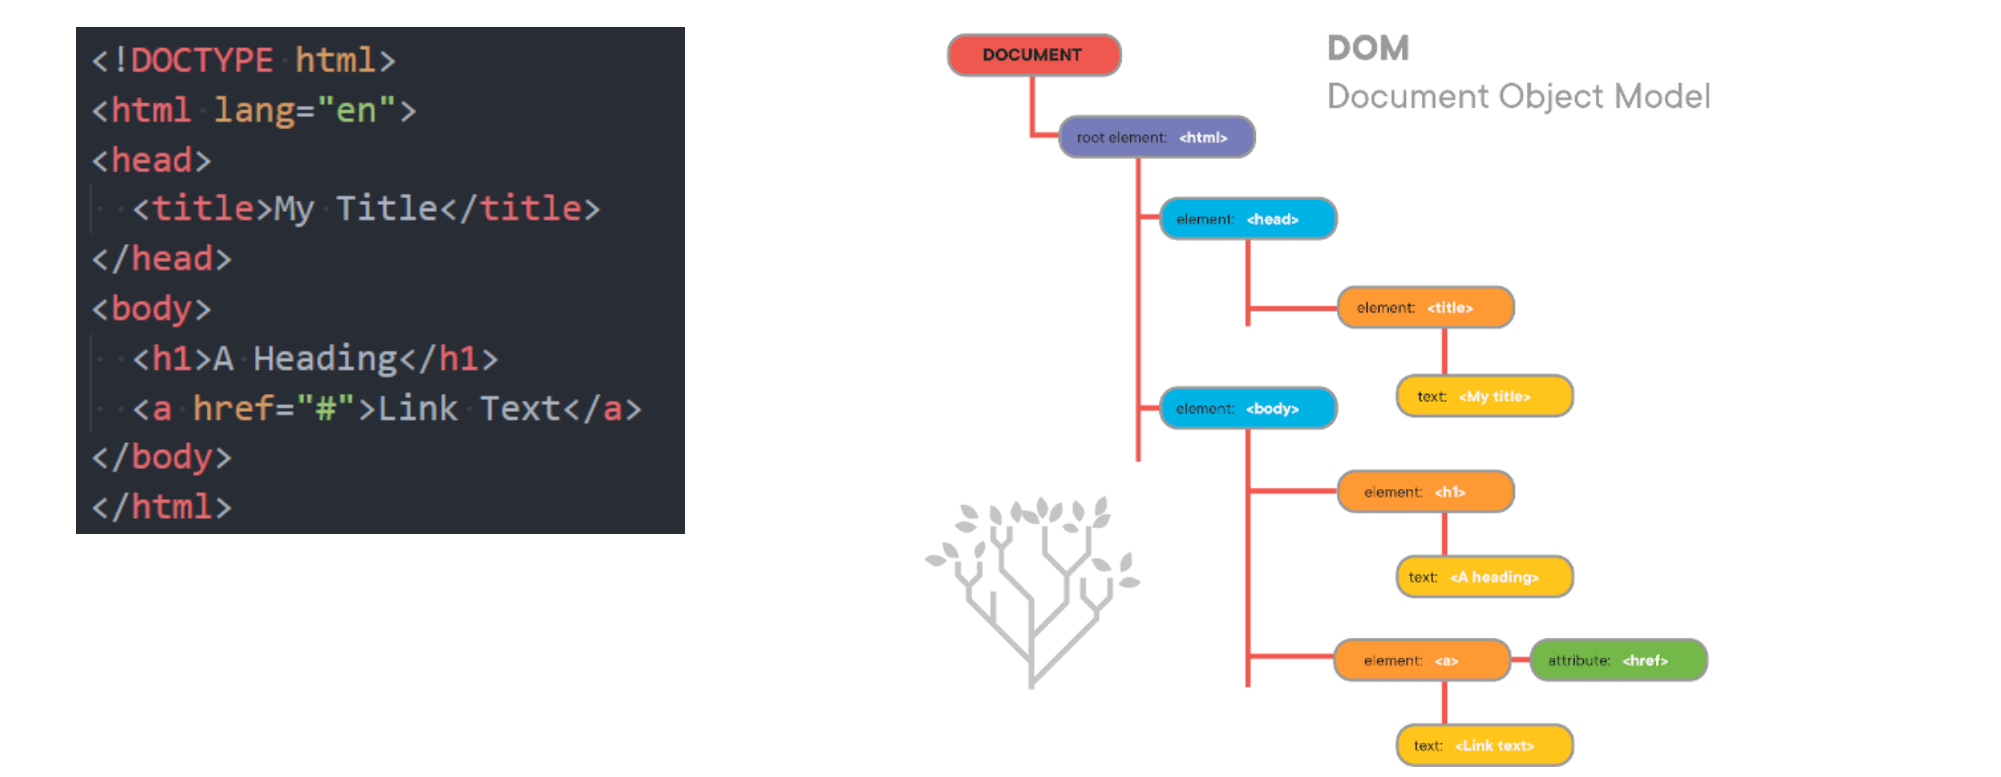 <!DOCTYPE html>
<html lang="en">
<head>
<title>My Title</title>
</head>
<body>
<h1>A Heading</h1>
<a href="#">Link Text</a>
</body>
</html>
DOM
Document Object Model
DOCUMENT
root element: <html>
element: <head>
element: <title>
text: <My title>
element: <body>
element: <h1>
text: <A heading>
element: <a>
attribute: <href>
text: <Link text>